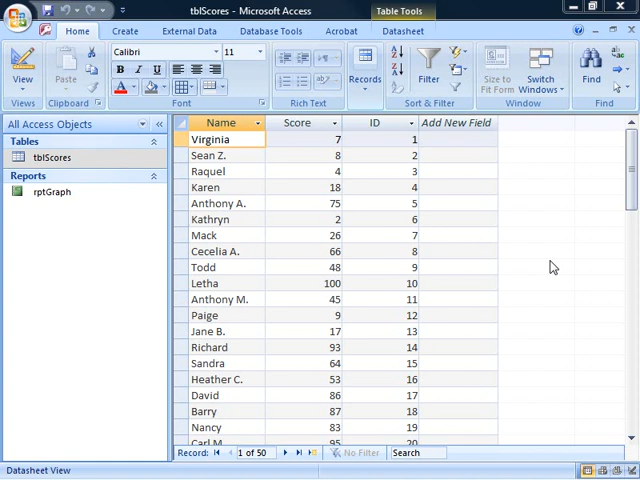 tblScores - Microsoft Access
Table Tools
Home Create External Data Database Tools Acrobat Datasheet
View
Paste
Calibri 11
B I U
A
ab
Records
Filter
Size to Fit Form
Switch Windows
Find
Views Clipboard Font Rich Text Sort & Filter Window Find
All Access Objects
Tables
tblScores
Reports
rptGraph
Name Score ID Add New Field
Virginia 7 1
Sean Z. 8 2
Raquel 4 3
Karen 18 4
Anthony A. 75 5
Kathryn 2 6
Mack 26 7
Cecelia A. 66 8
Todd 48 9
Letha 100 10
Anthony M. 45 11
Paige 9 12
Jane B. 17 13
Richard 93 14
Sandra 64 15
Heather C. 53 16
David 86 17
Barry 87 18
Nancy 83 19
Carl M. 95 20
Record: 1 of 50 No Filter Search
Datasheet View